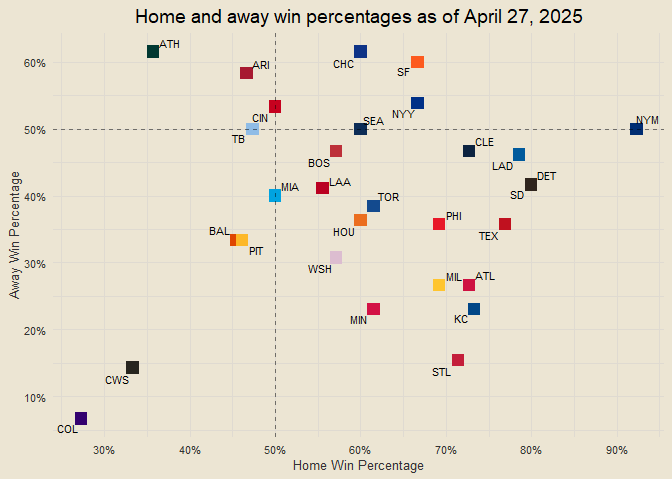 Home and away win percentages as of April 27, 2025
ATH
ARI
CHC
SF
60%
CIN
NYY
NYM
TB
SEA
50%
BOS
CLE
LAD
DET
SD
MIA
LAA
TOR
40%
BAL
PIT
HOU
PHI
TEX
WSH
30%
MIL
ATL
MIN
KC
20%
STL
CWS
10%
COL
30%
40%
50%
60%
70%
80%
90%
Home Win Percentage
Away Win Percentage